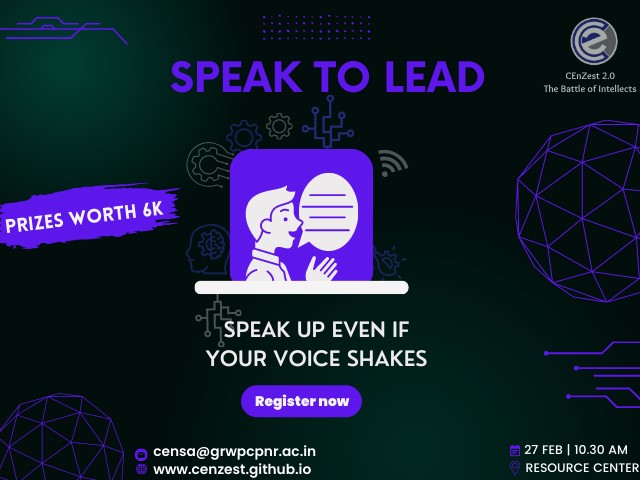 SPEAK TO LEAD
CEnZest 2.0
The Battle of Intellects
PRIZES WORTH 6K
SPEAK UP EVEN IF
YOUR VOICE SHAKES
Register now
censa@grwpcpnr.ac.in
www.cenzest.github.io
27 FEB | 10.30 AM
RESOURCE CENTER